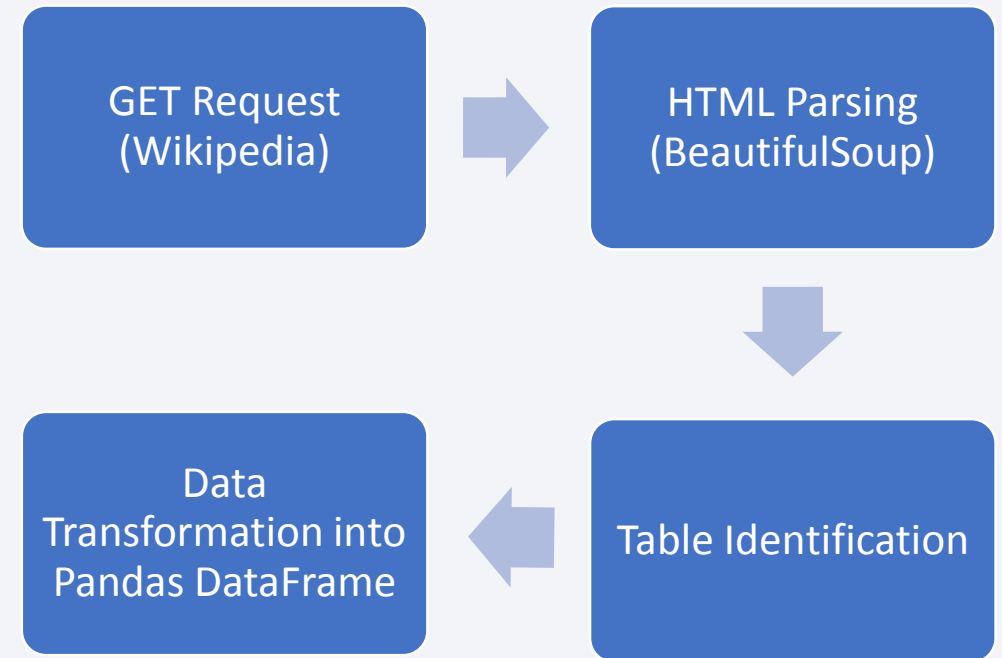 GET Request
(Wikipedia)
HTML Parsing
(BeautifulSoup)
Table Identification
Data
Transformation into
Pandas DataFrame